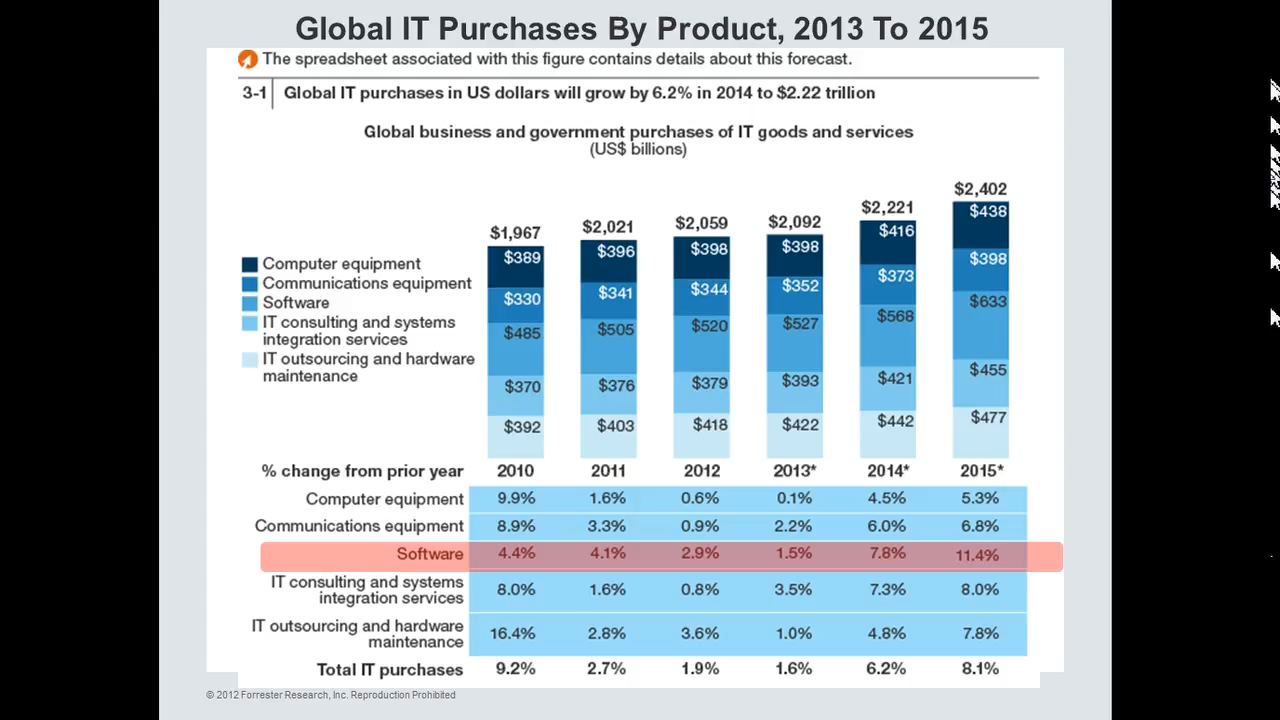 Global IT Purchases By Product, 2013 To 2015
The spreadsheet associated with this figure contains details about this forecast.
3-1 Global IT purchases in US dollars will grow by 6.2% in 2014 to $2.22 trillion
Global business and government purchases of IT goods and services
(US$ billions)
$1,967 $2,021 $2,059 $2,092 $2,221 $2,402
$389 $396 $398 $398 $416 $438
$330 $341 $344 $352 $373 $398
$485 $505 $520 $527 $568 $633
$370 $376 $379 $393 $421 $455
$392 $403 $418 $422 $442 $477
Computer equipment
Communications equipment
Software
IT consulting and systems
integration services
IT outsourcing and hardware
maintenance
% change from prior year 2010 2011 2012 2013* 2014* 2015*
Computer equipment 9.9% 1.6% 0.6% 0.1% 4.5% 5.3%
Communications equipment 8.9% 3.3% 0.9% 2.2% 6.0% 6.8%
Software 4.4% 4.1% 2.9% 1.5% 7.8% 11.4%
IT consulting and systems
integration services 8.0% 1.6% 0.8% 3.5% 7.3% 8.0%
IT outsourcing and hardware
maintenance 16.4% 2.8% 3.6% 1.0% 4.8% 7.8%
Total IT purchases 9.2% 2.7% 1.9% 1.6% 6.2% 8.1%
© 2012 Forrester Research, Inc. Reproduction Prohibited